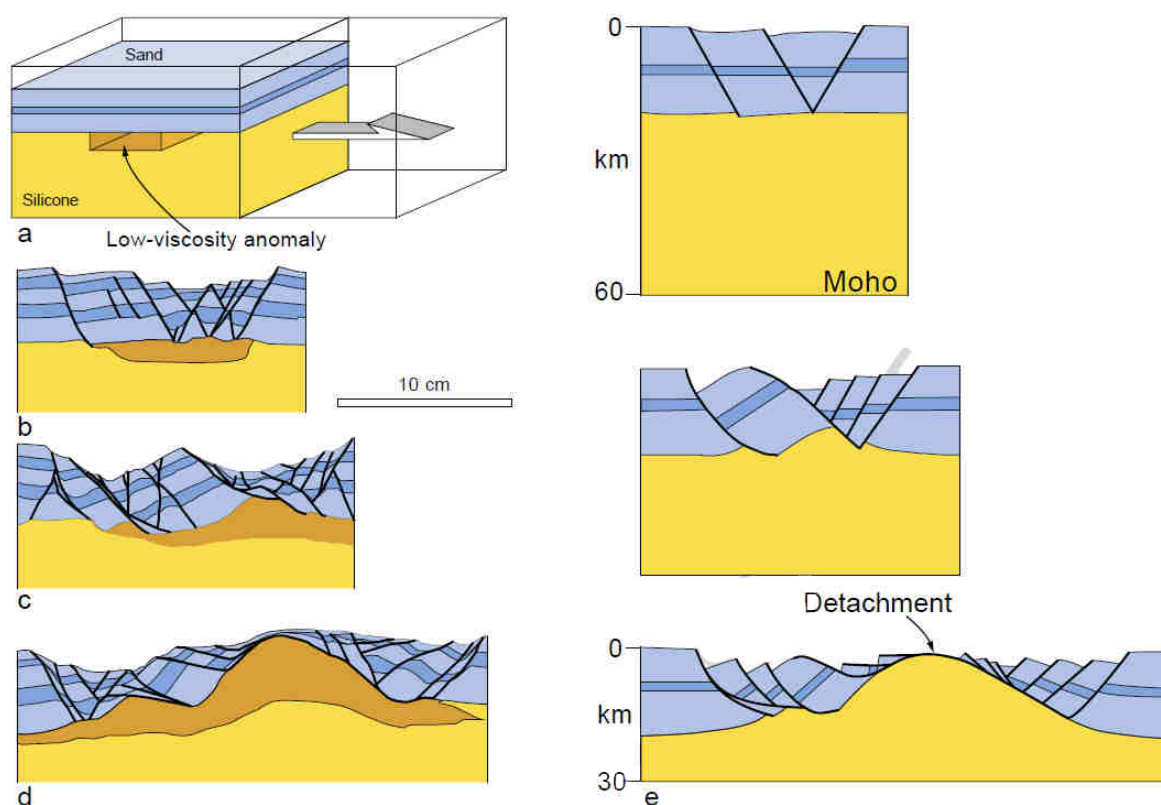 Sand
Silicone
a
Low-viscosity anomaly
b
10 cm
c
d
0
km
60
Moho
Detachment
0
km
30
e